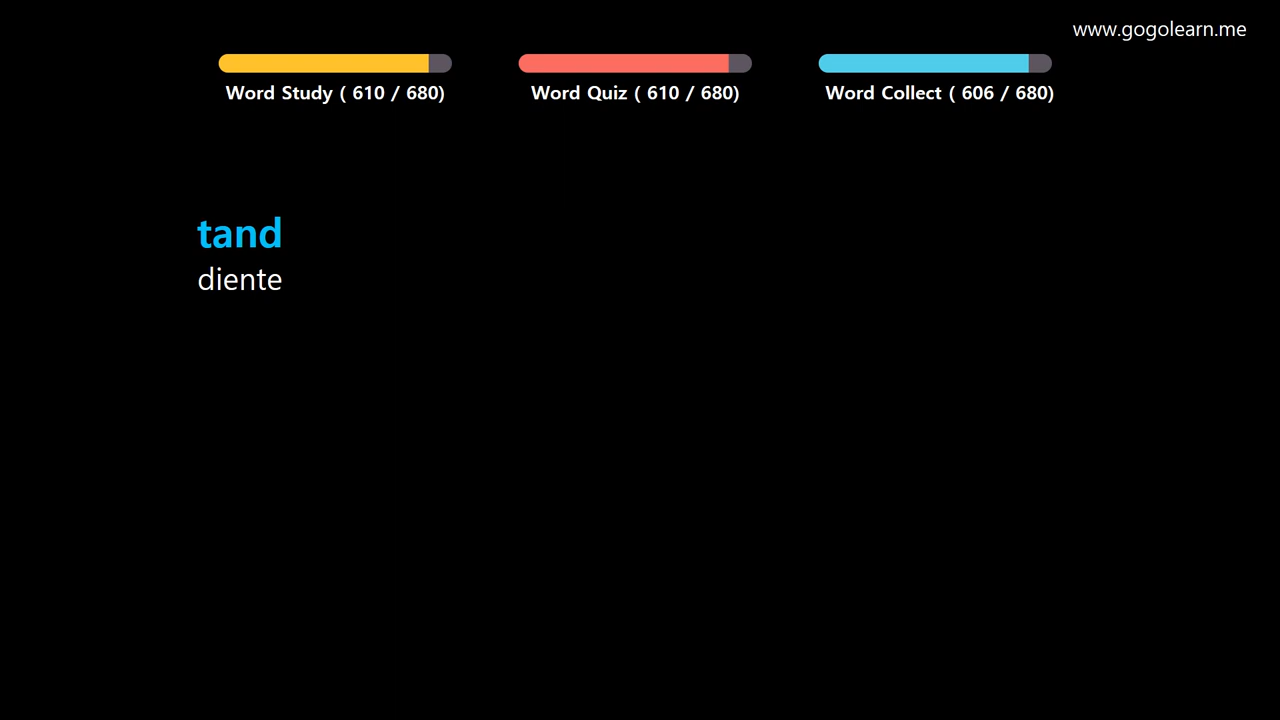 www.gogolearn.me
Word Study ( 610 / 680)
Word Quiz ( 610 / 680)
Word Collect ( 606 / 680)
tand
diente